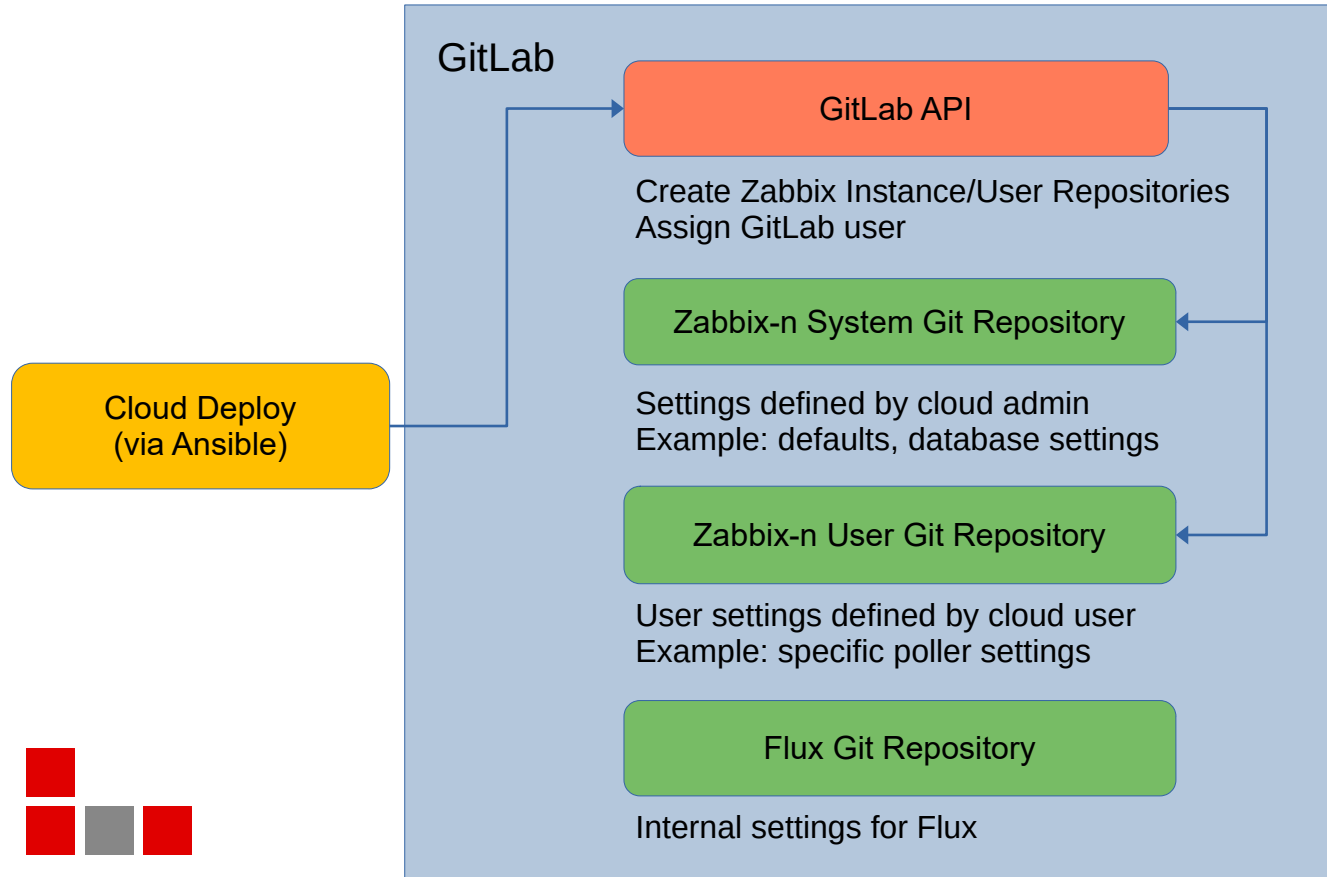 GitLab
GitLab API
Create Zabbix Instance/User Repositories
Assign GitLab user
Zabbix-n System Git Repository
Cloud Deploy
(via Ansible)
Settings defined by cloud admin
Example: defaults, database settings
Zabbix-n User Git Repository
User settings defined by cloud user
Example: specific poller settings
Flux Git Repository
Internal settings for Flux